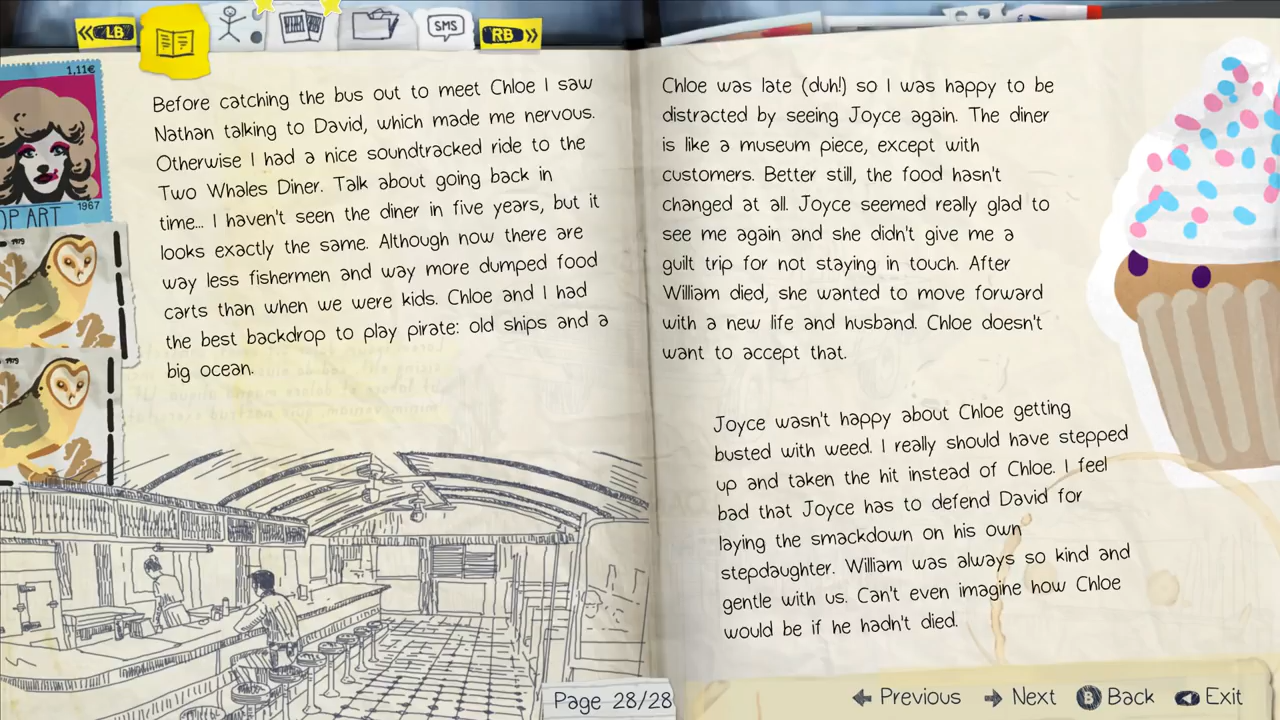 LB
SMS
RB
1,11€
OP ART
1967
1979
1979
Before catching the bus out to meet Chloe I saw
Nathan talking to David, which made me nervous.
Otherwise I had a nice soundtracked ride to the
Two Whales Diner. Talk about going back in
time... I haven't seen the diner in five years, but it
looks exactly the same. Although now there are
way less fishermen and way more dumped food
carts than when we were kids. Chloe and I had
the best backdrop to play pirate: old ships and a
big ocean.
Chloe was late (duh!) so I was happy to be
distracted by seeing Joyce again. The diner
is like a museum piece, except with
customers. Better still, the food hasn't
changed at all. Joyce seemed really glad to
see me again and she didn't give me a
guilt trip for not staying in touch. After
William died, she wanted to move forward
with a new life and husband. Chloe doesn't
want to accept that.
Joyce wasn't happy about Chloe getting
busted with weed. I really should have stepped
up and taken the hit instead of Chloe. I feel
bad that Joyce has to defend David for
laying the smackdown on his own
stepdaughter. William was always so kind and
gentle with us. Can't even imagine how Chloe
would be if he hadn't died.
Page 28/28
Previous
Next
B Back
Exit